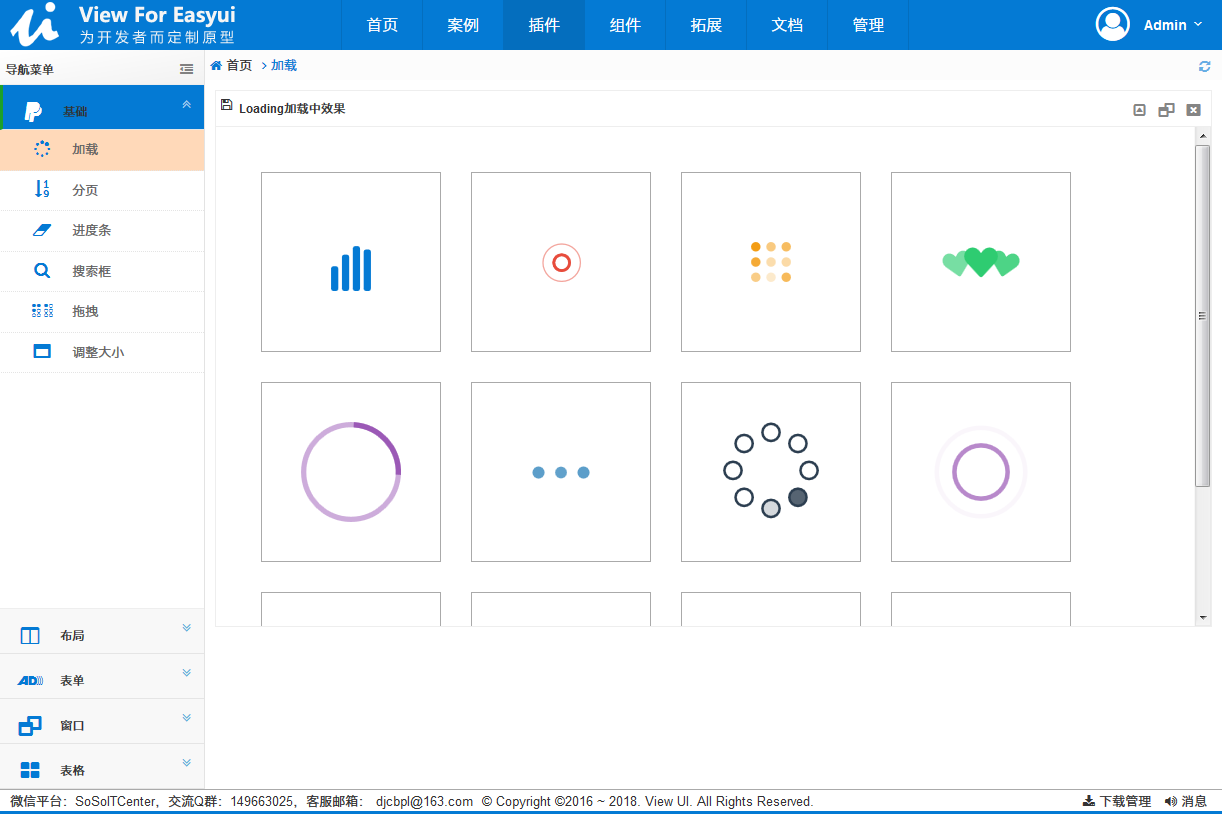 View For Easyui
为开发者而定制原型
首页 案例 插件 组件 拓展 文档 管理
Admin
导航菜单
首页 加载
基础
加载
分页
进度条
搜索框
拖拽
调整大小
布局
表单
窗口
表格
Loading加载中效果
微信平台：SoSoITCenter，交流Q群：149663025，客服邮箱： djcbpl@163.com © Copyright ©2016 ~ 2018. View UI. All Rights Reserved.
下载管理 消息